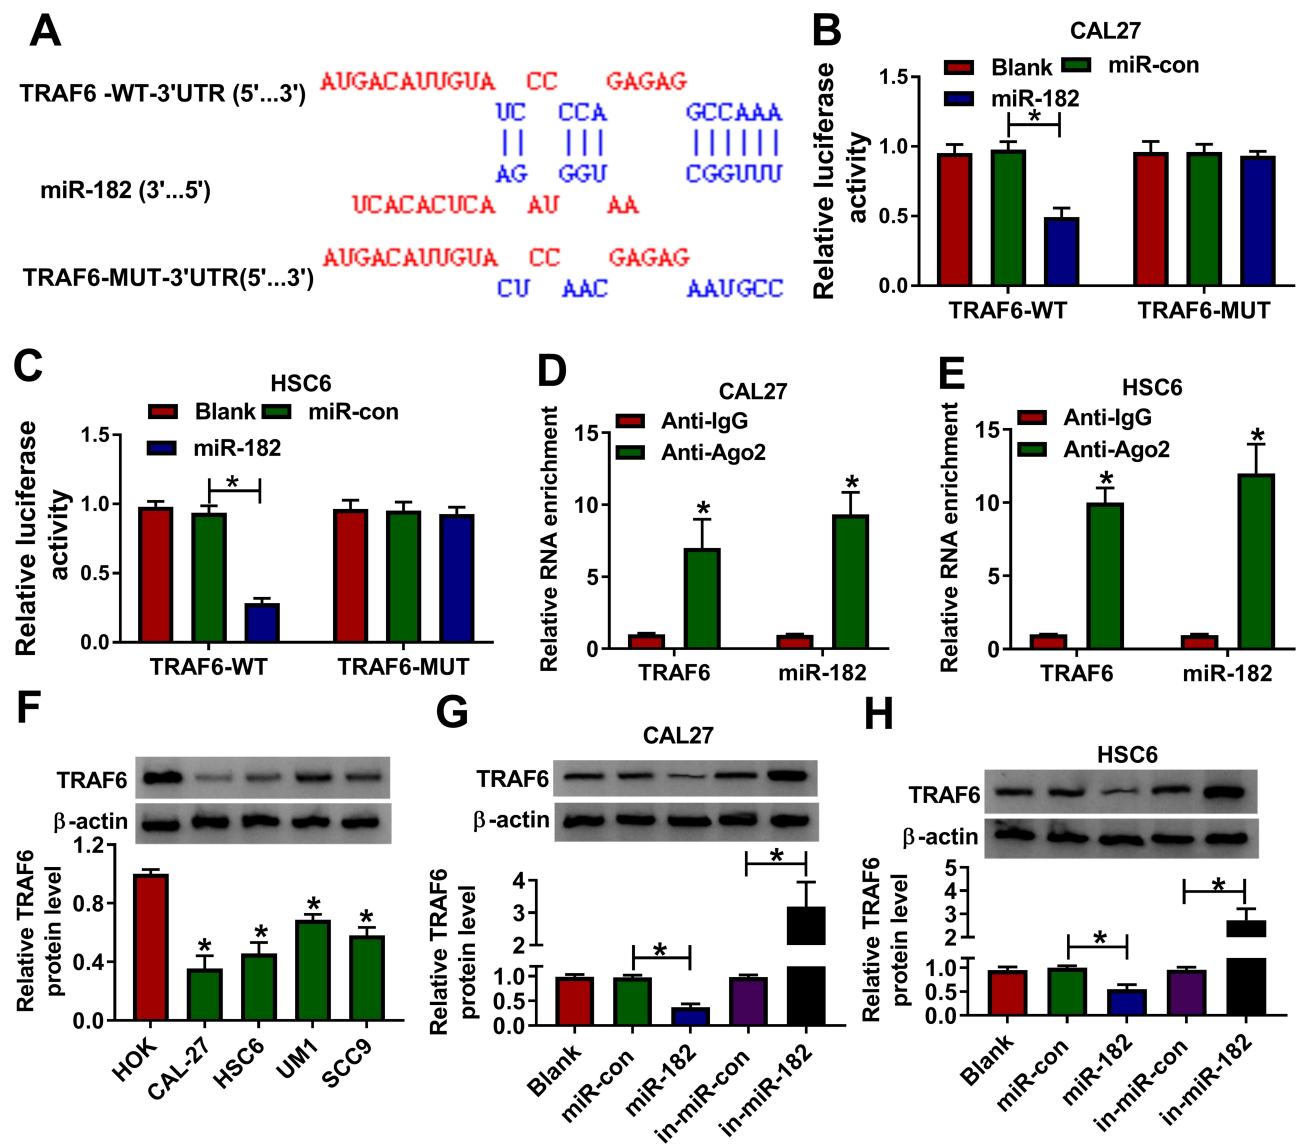 A
TRAF6 -WT-3'UTR (5'...3')
AUGACAUUGUA CC GAGAG
UC CCA GCCAAA
miR-182 (3'...5')
AG GGU CGGUUU
UCACACUCA AU AA
TRAF6-MUT-3'UTR(5'...3')
AUGACAUUGUA CC GAGAG
CU AAC AAUGCC
B
CAL27
Blank
miR-con
miR-182
Relative luciferase
activity
1.5
1.0
0.5
0.0
*
TRAF6-WT
TRAF6-MUT
C
HSC6
Blank
miR-con
miR-182
Relative luciferase
activity
1.5
1.0
0.5
0.0
*
TRAF6-WT
TRAF6-MUT
D
CAL27
Anti-IgG
Anti-Ago2
Relative RNA enrichment
15
10
5
0
*
*
TRAF6
miR-182
E
HSC6
Anti-IgG
Anti-Ago2
Relative RNA enrichment
15
10
5
0
*
*
TRAF6
miR-182
F
TRAF6
β-actin
Relative TRAF6
protein level
1.2
0.8
0.4
0.0
*
*
*
*
HOK
CAL-27
HSC6
UM1
SCC9
G
CAL27
TRAF6
β-actin
Relative TRAF6
protein level
4
3
2
1.0
0.5
0.0
*
*
Blank
miR-con
miR-182
in-miR-con
in-miR-182
H
HSC6
TRAF6
β-actin
Relative TRAF6
protein level
5
4
3
2
1.0
0.5
0.0
*
*
Blank
miR-con
miR-182
in-miR-con
in-miR-182